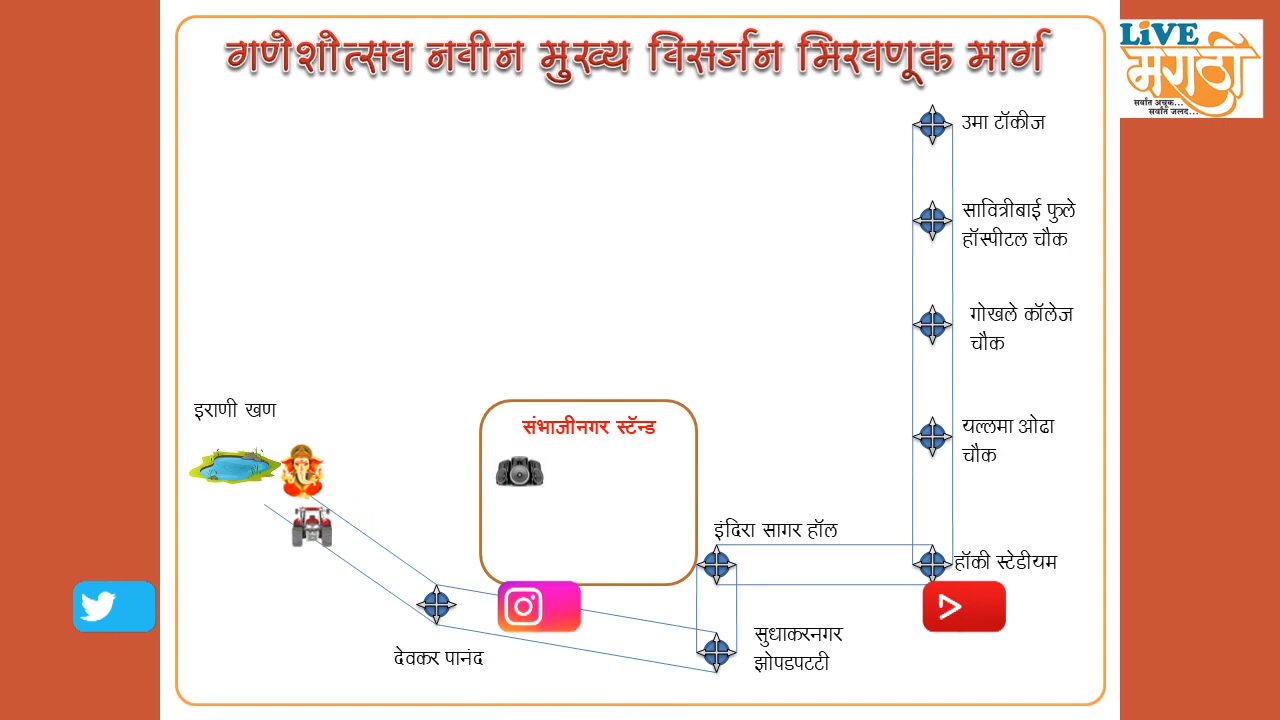 गणेशोत्सव नवीन मुख्य विसर्जन मिरवणूक मार्ग
LiVE
मराठी
सर्वांत अचूक...
सर्वांत जलद...
उमा टॉकीज
सावित्रीबाई फुले
हॉस्पीटल चौक
गोखले कॉलेज
चौक
यल्लमा ओढा
चौक
इराणी खण
संभाजीनगर स्टॅन्ड
इंदिरा सागर हॉल
हॉकी स्टेडीयम
सुधाकरनगर
झोपडपटटी
देवकर पानंद